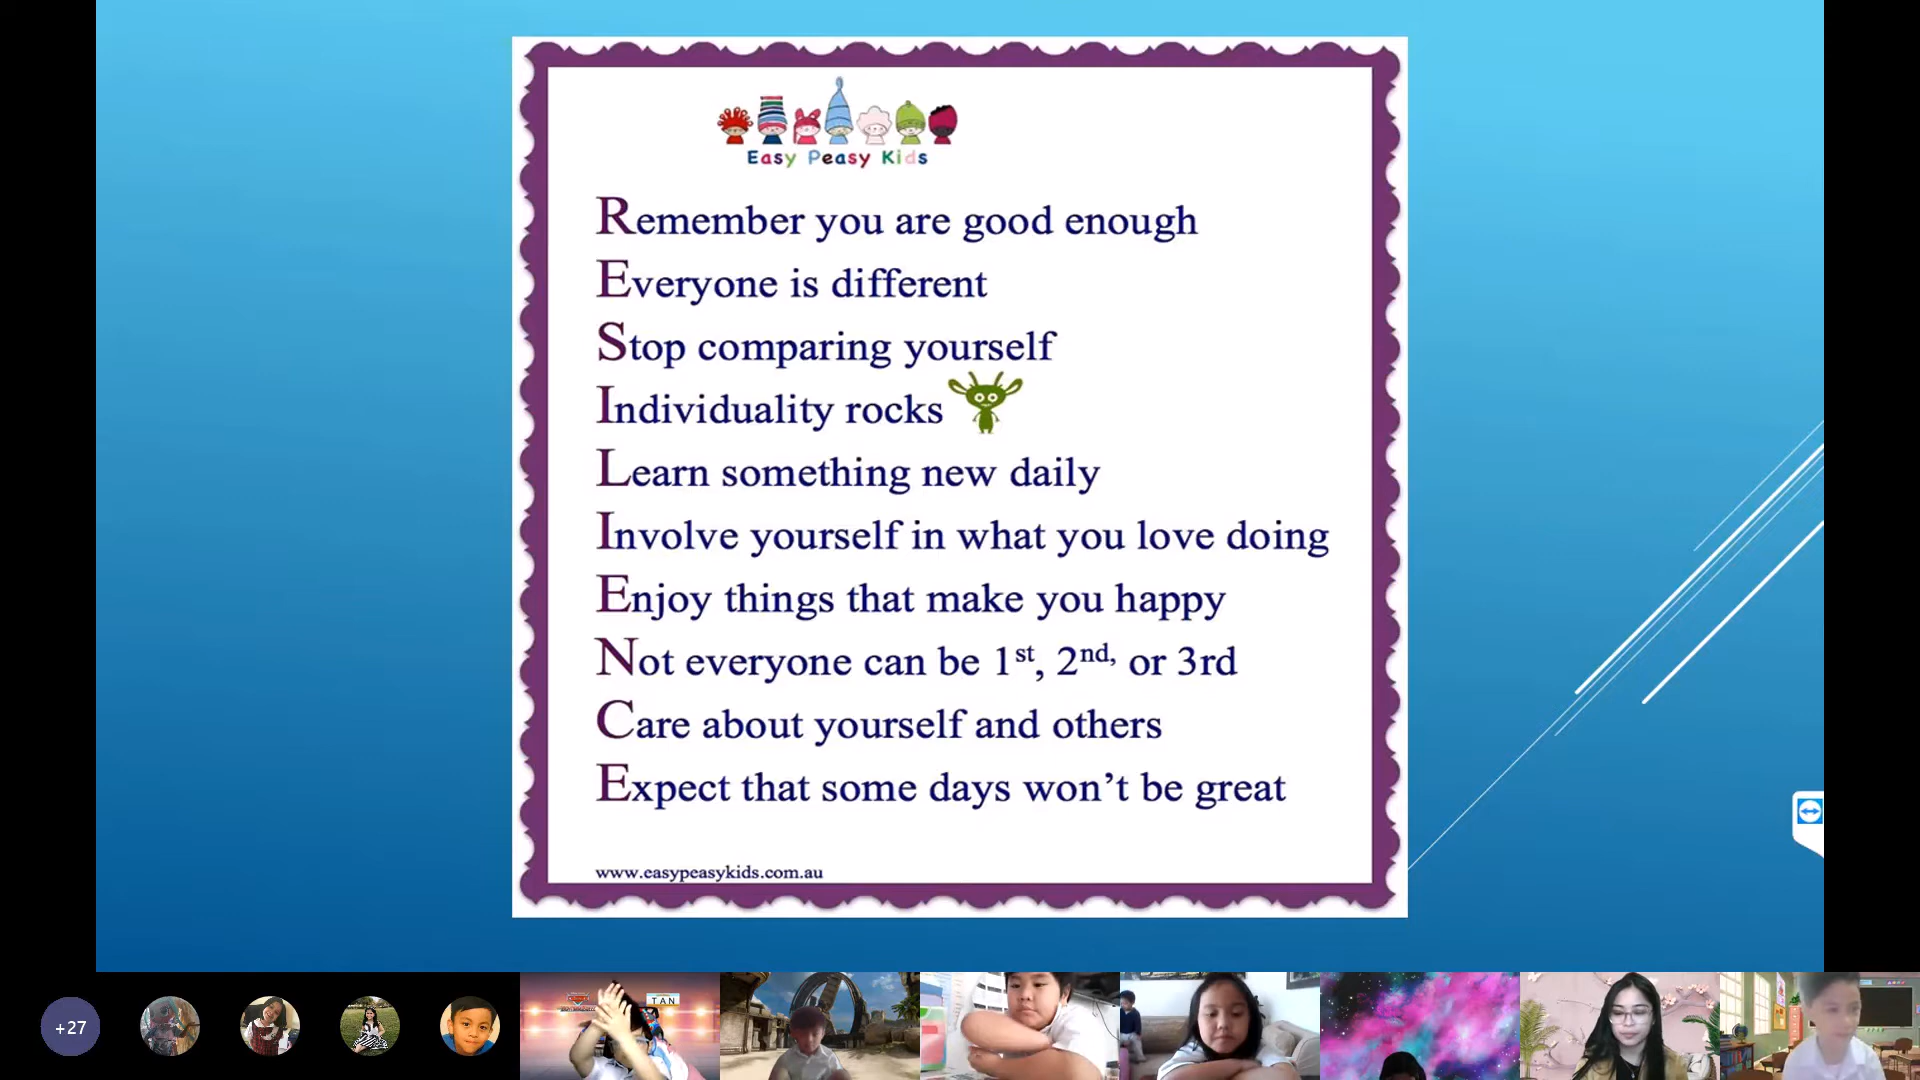 Easy Peasy Kids
Remember you are good enough
Everyone is different
Stop comparing yourself
Individuality rocks
Learn something new daily
Involve yourself in what you love doing
Enjoy things that make you happy
Not everyone can be 1st, 2nd, or 3rd
Care about yourself and others
Expect that some days won’t be great
www.easypeasykids.com.au
+27
TAN